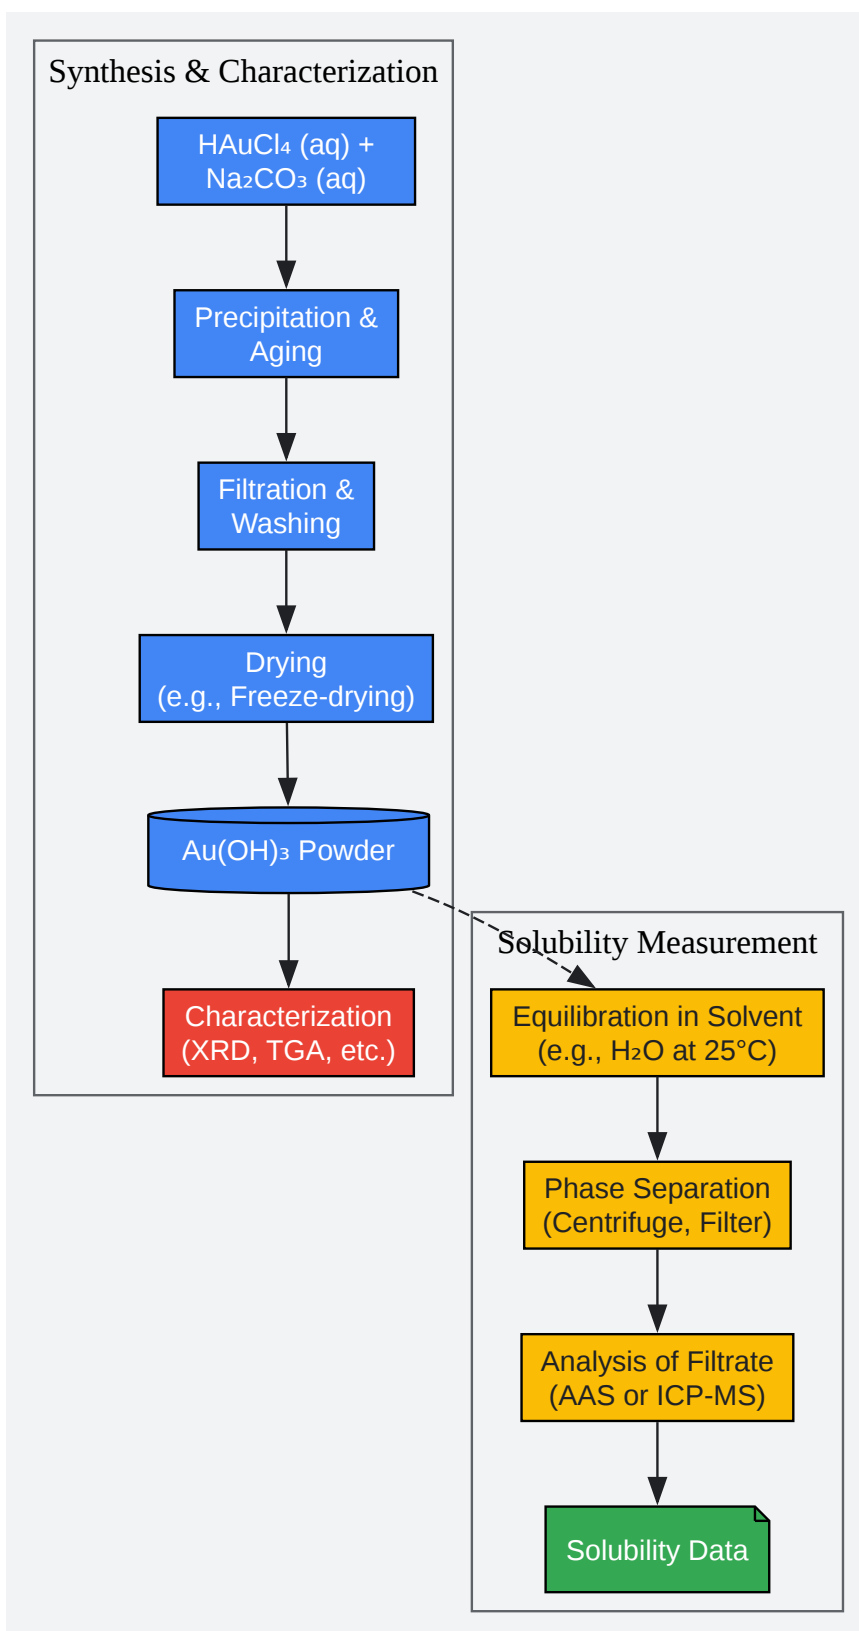 Synthesis & Characterization
HAuCl₄ (aq) +
Na₂CO₃ (aq)
Precipitation &
Aging
Filtration &
Washing
Drying
(e.g., Freeze-drying)
Au(OH)₃ Powder
Characterization
(XRD, TGA, etc.)
Solubility Measurement
Equilibration in Solvent
(e.g., H₂O at 25°C)
Phase Separation
(Centrifuge, Filter)
Analysis of Filtrate
(AAS or ICP-MS)
Solubility Data